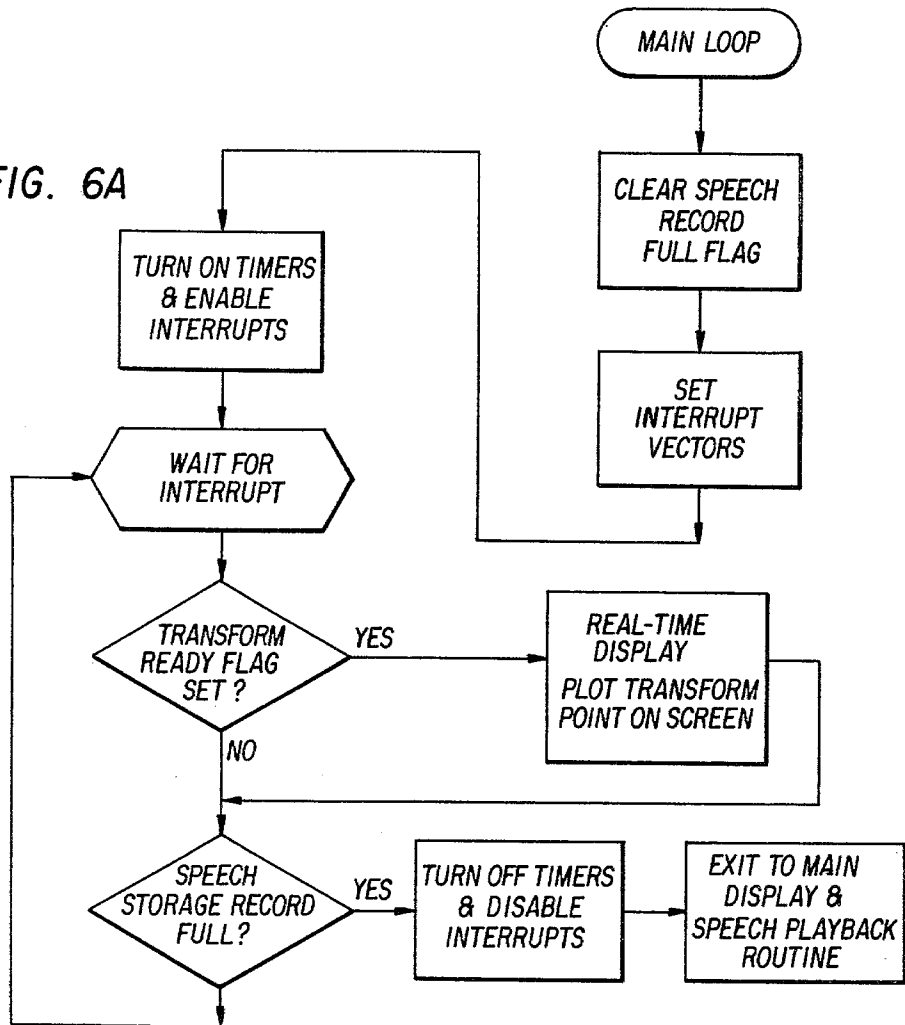 MAIN LOOP
FIG. 6A
CLEAR SPEECH
RECORD
FULL FLAG
TURN ON TIMERS
& ENABLE
INTERRUPTS
SET
INTERRUPT
VECTORS
WAIT FOR
INTERRUPT
TRANSFORM
READY FLAG
SET ?
YES
REAL-TIME
DISPLAY
PLOT TRANSFORM
POINT ON SCREEN
NO
SPEECH
STORAGE RECORD
FULL?
YES
TURN OFF TIMERS
& DISABLE
INTERRUPTS
EXIT TO MAIN
DISPLAY &
SPEECH PLAYBACK
ROUTINE